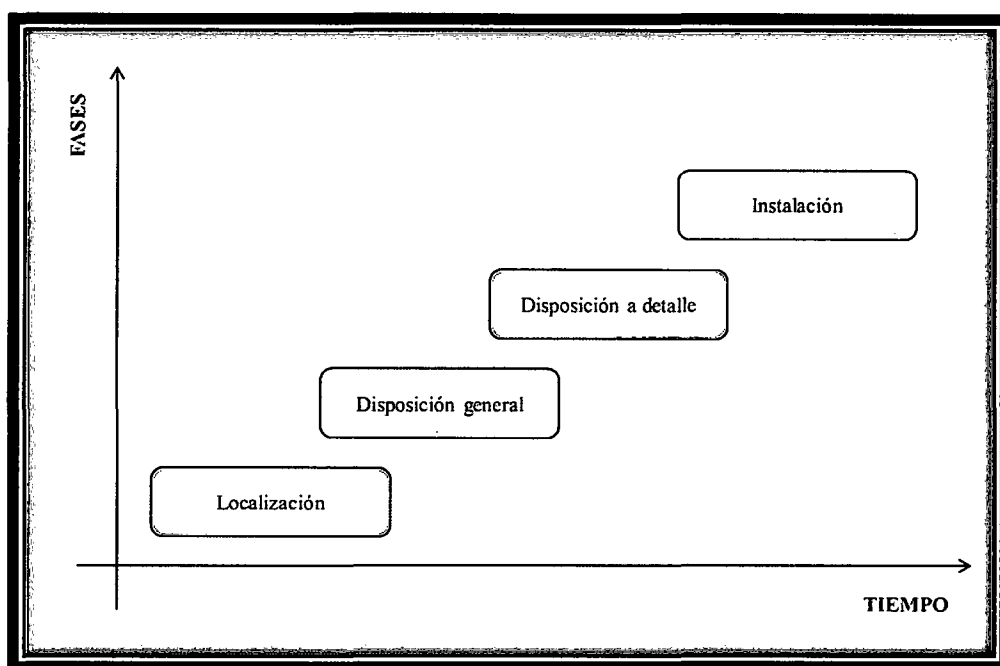 FASES
Instalación
Disposición a detalle
Disposición general
Localización
TIEMPO